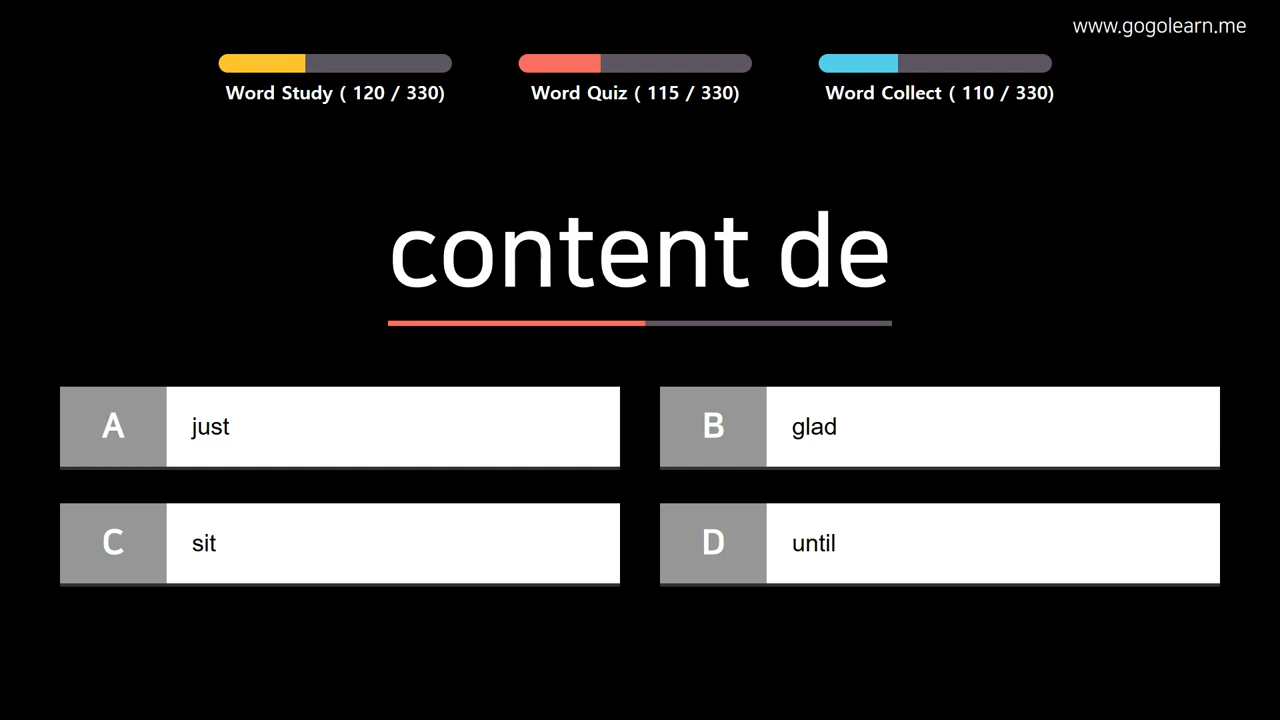 www.gogolearn.me
Word Study ( 120 / 330)
Word Quiz ( 115 / 330)
Word Collect ( 110 / 330)
content de
A just
B glad
C sit
D until